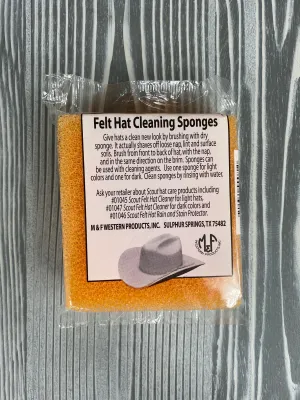 Felt Hat Cleaning Sponges
Give hats a clean new look by brushing with dry
sponge. It actually shaves off loose nap, lint and surface
soils. Brush from front to back of hat, with the nap,
and in the same direction on the brim. Sponges can
be used with cleaning agents. Use one sponge for light
colors and one for dark. Clean sponges by rinsing with water.
Ask your retailer about Scout hat care products including
#01045 Scout Felt Hat Cleaner for light hats,
#01047 Scout Felt Hat Cleaner for dark colors and
#01046 Scout Felt Hat Rain and Stain Protector.
M & F WESTERN PRODUCTS, INC. SULPHUR SPRINGS, TX 75482
M&F